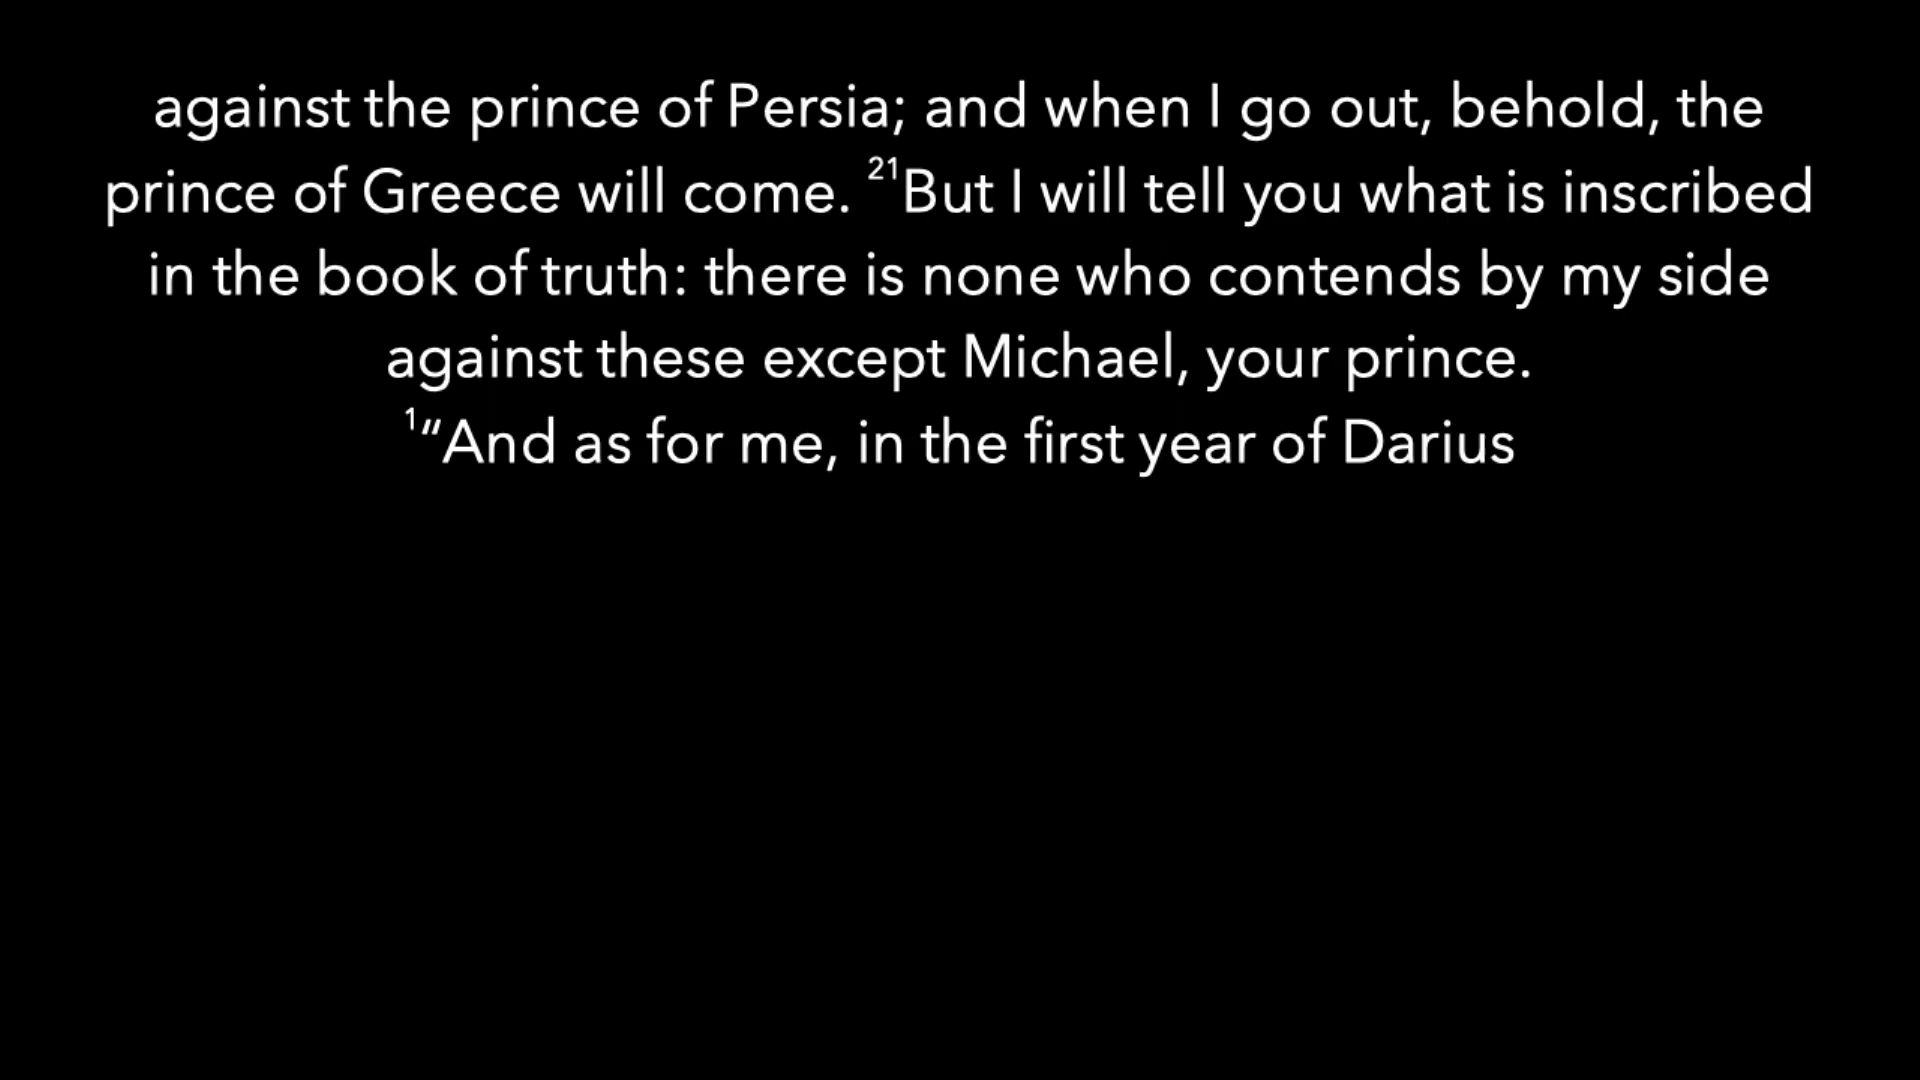 against the prince of Persia; and when I go out, behold, the
prince of Greece will come. ²¹But I will tell you what is inscribed
in the book of truth: there is none who contends by my side
against these except Michael, your prince.
¹“And as for me, in the first year of Darius